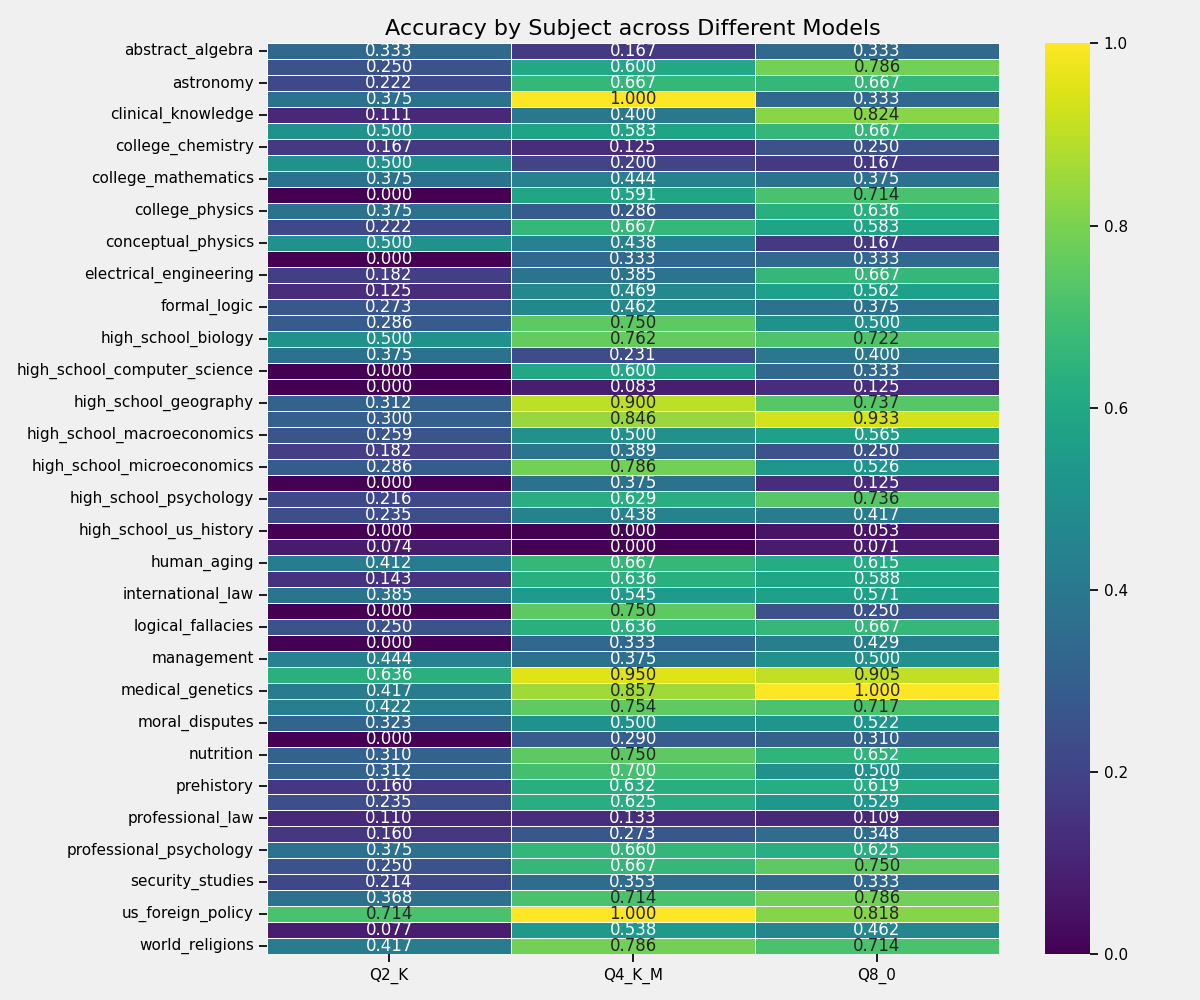 Accuracy by Subject across Different Models
abstract_algebra 0.333 0.167 0.333
0.250 0.600 0.786
astronomy 0.222 0.667 0.667
0.375 1.000 0.333
clinical_knowledge 0.111 0.400 0.824
0.500 0.583 0.667
college_chemistry 0.167 0.125 0.250
0.500 0.200 0.167
college_mathematics 0.375 0.444 0.375
0.000 0.591 0.714
college_physics 0.375 0.286 0.636
0.222 0.667 0.583
conceptual_physics 0.500 0.438 0.167
0.000 0.333 0.333
electrical_engineering 0.182 0.385 0.667
0.125 0.469 0.562
formal_logic 0.273 0.462 0.375
0.286 0.750 0.500
high_school_biology 0.500 0.762 0.722
0.375 0.231 0.400
high_school_computer_science 0.000 0.600 0.333
0.000 0.083 0.125
high_school_geography 0.312 0.900 0.737
0.300 0.846 0.933
high_school_macroeconomics 0.259 0.500 0.565
0.182 0.389 0.250
high_school_microeconomics 0.286 0.786 0.526
0.000 0.375 0.125
high_school_psychology 0.216 0.629 0.736
0.235 0.438 0.417
high_school_us_history 0.000 0.000 0.053
0.074 0.000 0.071
human_aging 0.412 0.667 0.615
0.143 0.636 0.588
international_law 0.385 0.545 0.571
0.000 0.750 0.250
logical_fallacies 0.250 0.636 0.667
0.000 0.333 0.429
management 0.444 0.375 0.500
0.636 0.950 0.905
medical_genetics 0.417 0.857 1.000
0.422 0.754 0.717
moral_disputes 0.323 0.500 0.522
0.000 0.290 0.310
nutrition 0.310 0.750 0.652
0.312 0.700 0.500
prehistory 0.160 0.632 0.619
0.235 0.625 0.529
professional_law 0.110 0.133 0.109
0.160 0.273 0.348
professional_psychology 0.375 0.660 0.625
0.250 0.667 0.750
security_studies 0.214 0.353 0.333
0.368 0.714 0.786
us_foreign_policy 0.714 1.000 0.818
0.077 0.538 0.462
world_religions 0.417 0.786 0.714
Q2_K Q4_K_M Q8_0
1.0
0.8
0.6
0.4
0.2
0.0